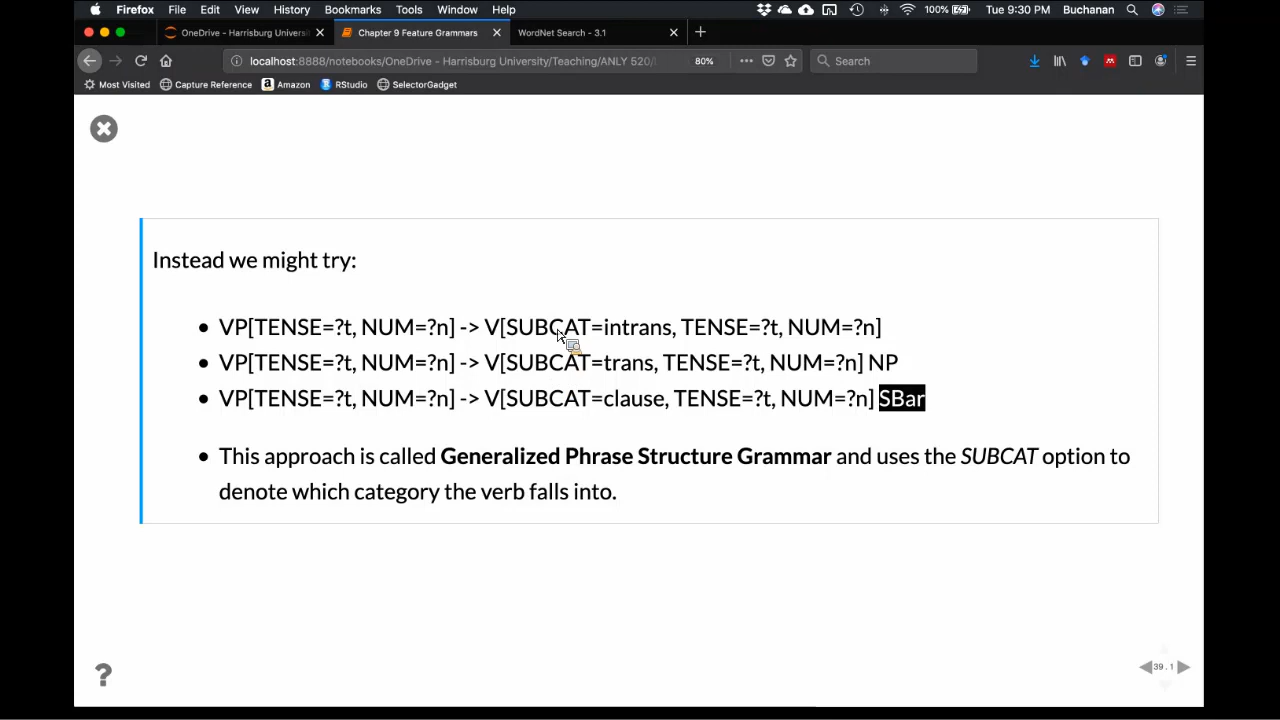 Firefox File Edit View History Bookmarks Tools Window Help 100% Tue 9:30 PM Buchanan
OneDrive - Harrisburg Universi Chapter 9 Feature Grammars WordNet Search - 3.1
localhost:8888/notebooks/OneDrive - Harrisburg University/Teaching/ANLY 520/ 80% Search
Most Visited Capture Reference Amazon RStudio SelectorGadget
Instead we might try:
• VP[TENSE=?t, NUM=?n] -> V[SUBCAT=intrans, TENSE=?t, NUM=?n]
• VP[TENSE=?t, NUM=?n] -> V[SUBCAT=trans, TENSE=?t, NUM=?n] NP
• VP[TENSE=?t, NUM=?n] -> V[SUBCAT=clause, TENSE=?t, NUM=?n] SBar
• This approach is called Generalized Phrase Structure Grammar and uses the SUBCAT option to
denote which category the verb falls into.
?
39 . 1